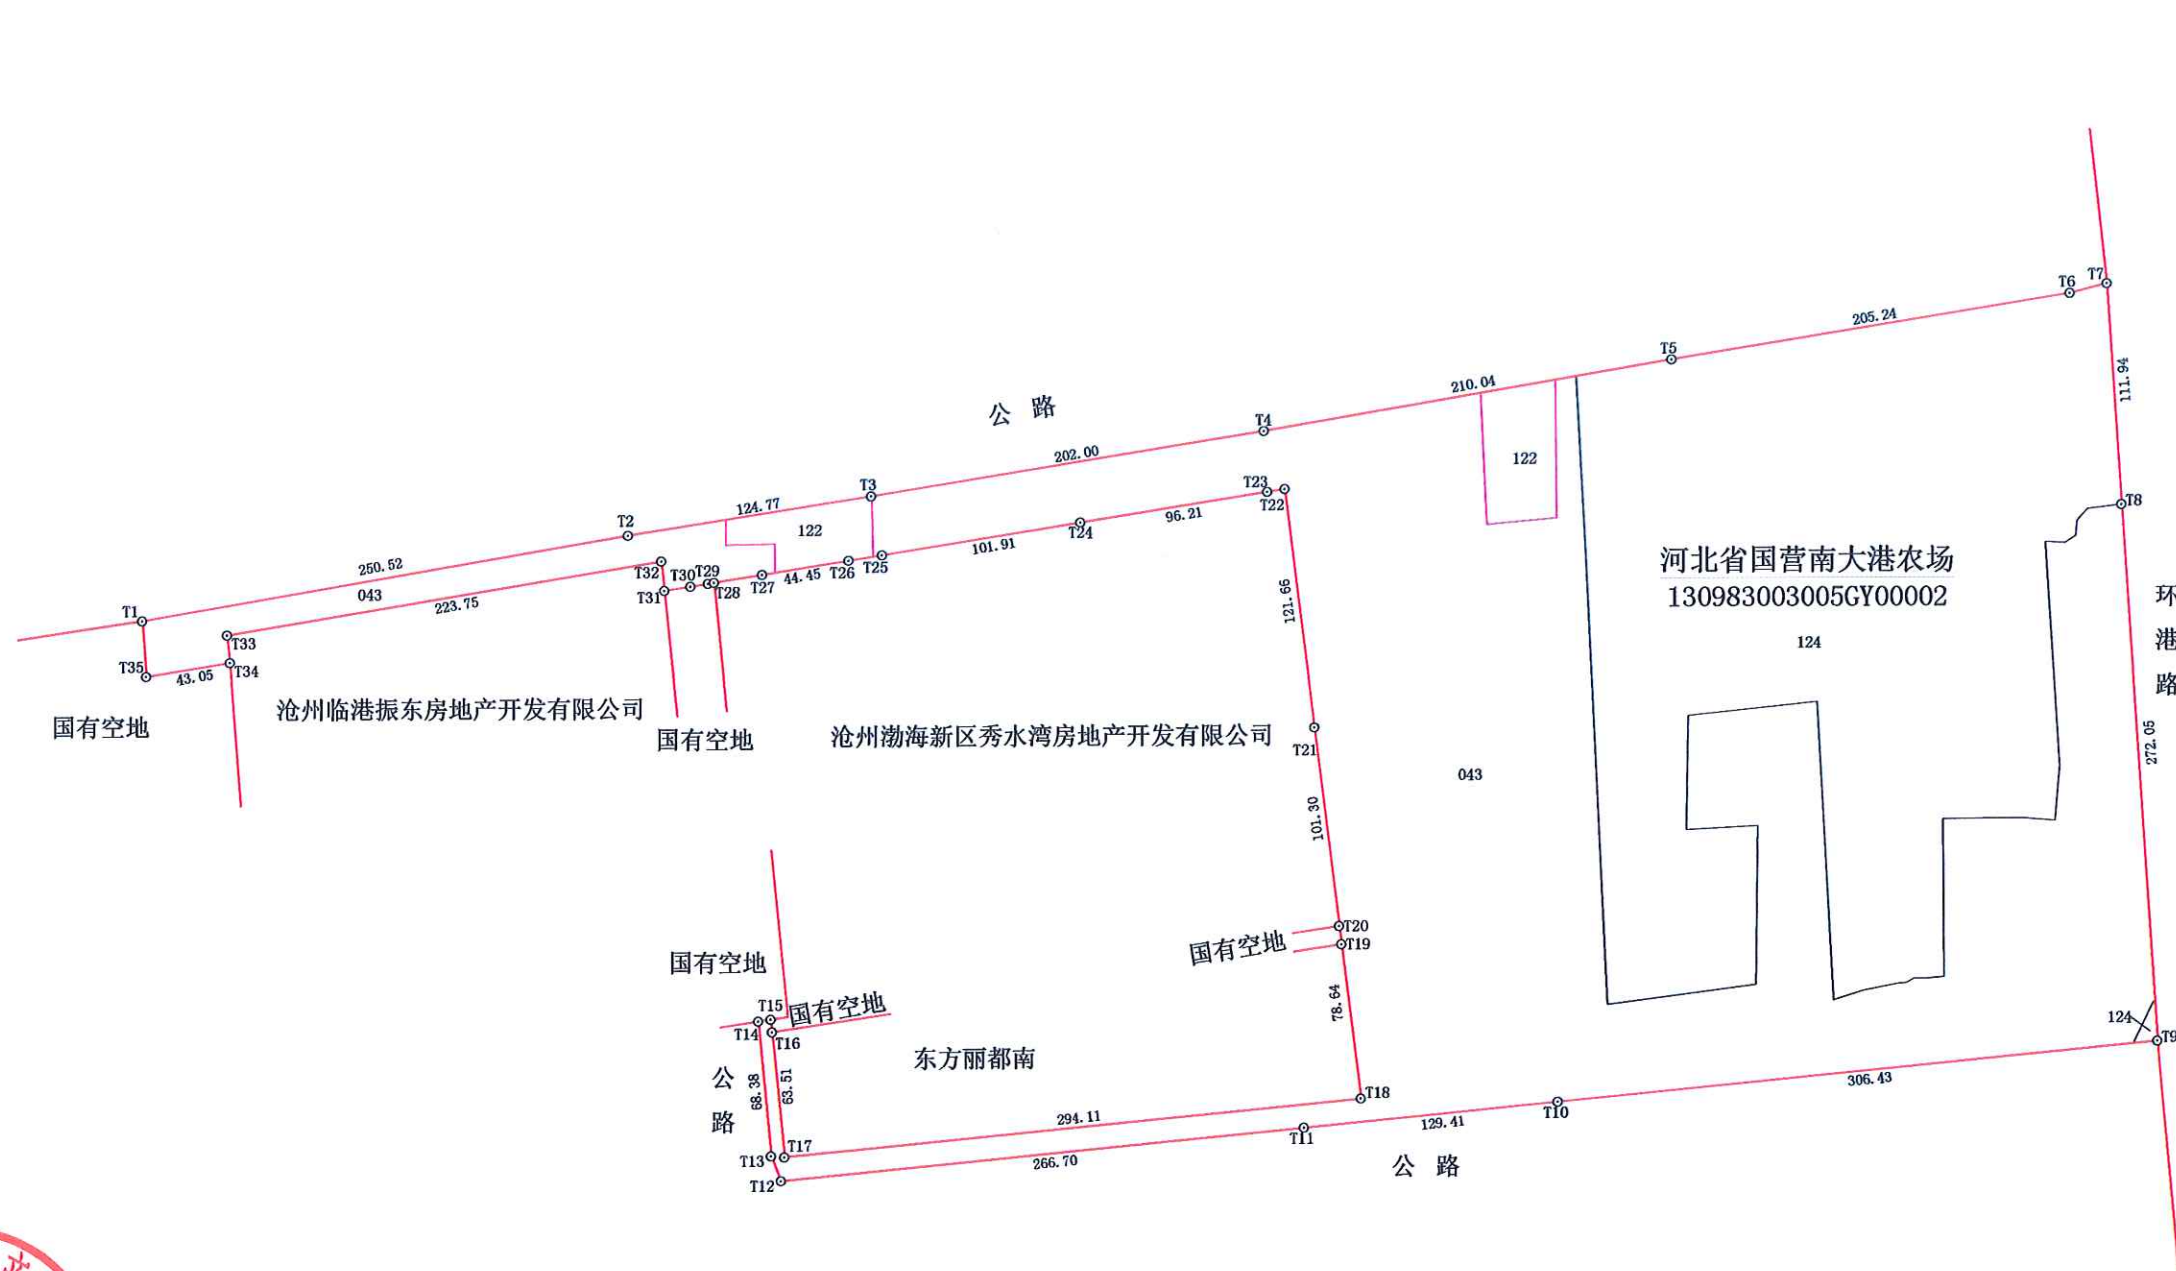 T7
T6
205.24
T5
111.94
210.04
公 路
T4
202.00
122
T23
T22
T3
124.77
T2
122
96.21
T24
T8
101.91
河北省国营南大港农场
130983003005GY00002
124
环
港
路
272.05
250.52
043
T32
T30
T29
T31
T28
T27
44.45
T26
T25
223.75
T1
T33
T35
43.05
T34
121.66
国有空地
沧州临港振东房地产开发有限公司
国有空地
沧州渤海新区秀水湾房地产开发有限公司
T21
043
101.30
T20
国有空地
T19
国有空地
T15
国有空地
T14
T16
78.64
124
T9
东方丽都南
公
路
68.38
63.51
306.43
T18
T10
294.11
129.41
T11
T17
T13
266.70
公 路
T12